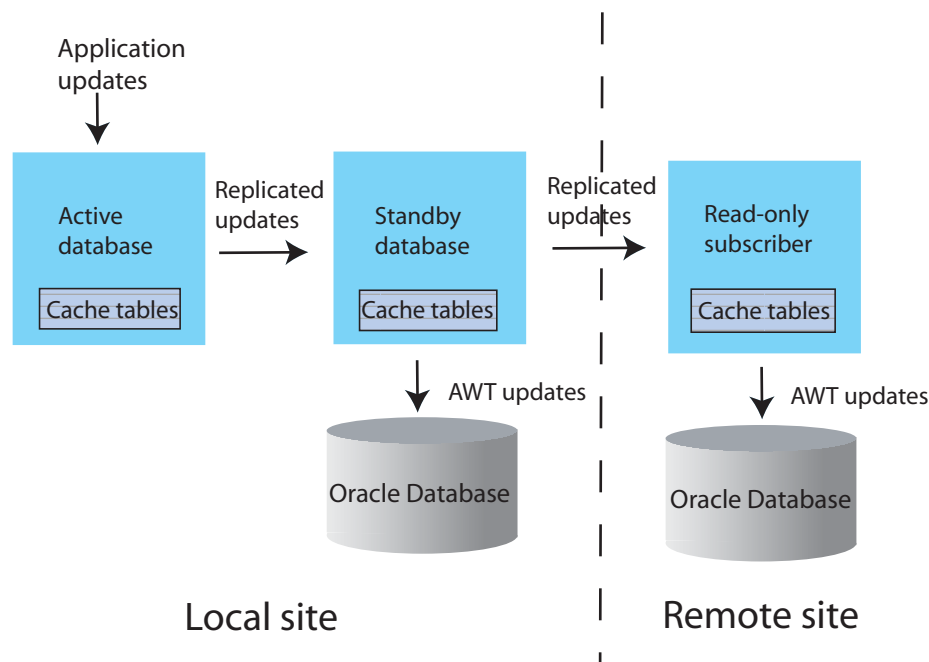 Application
updates
Active
database
Cache tables
Replicated
updates
Standby
database
Cache tables
AWT updates
Oracle Database
Replicated
updates
Read-only
subscriber
Cache tables
AWT updates
Oracle Database
Local site
Remote site